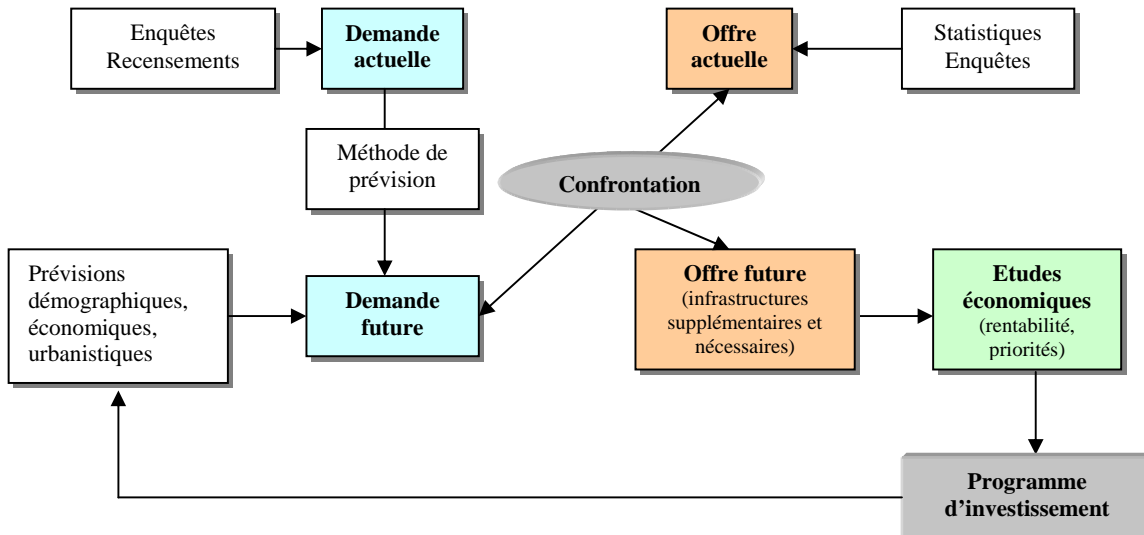 Enquêtes
Recensements
Demande
actuelle
Offre
actuelle
Statistiques
Enquêtes
Méthode de
prévision
Confrontation
Prévisions
démographiques,
économiques,
urbanistiques
Demande
future
Offre future
(infrastructures
supplémentaires et
nécessaires)
Etudes
économiques
(rentabilité,
priorités)
Programme
d'investissement